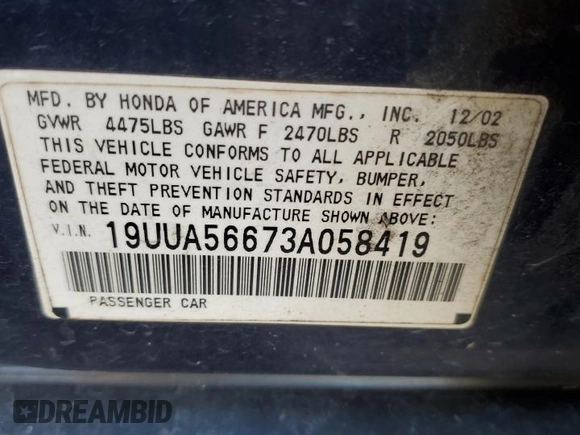 MFD. BY HONDA OF AMERICA MFG., INC. 12/02
GVWR 4475LBS GAWR F 2470LBS R 2050LBS
THIS VEHICLE CONFORMS TO ALL APPLICABLE
FEDERAL MOTOR VEHICLE SAFETY, BUMPER,
AND THEFT PREVENTION STANDARDS IN EFFECT
ON THE DATE OF MANUFACTURE SHOWN ABOVE:
V.I.N. 19UUA56673A058419
PASSENGER CAR
DREAMBID